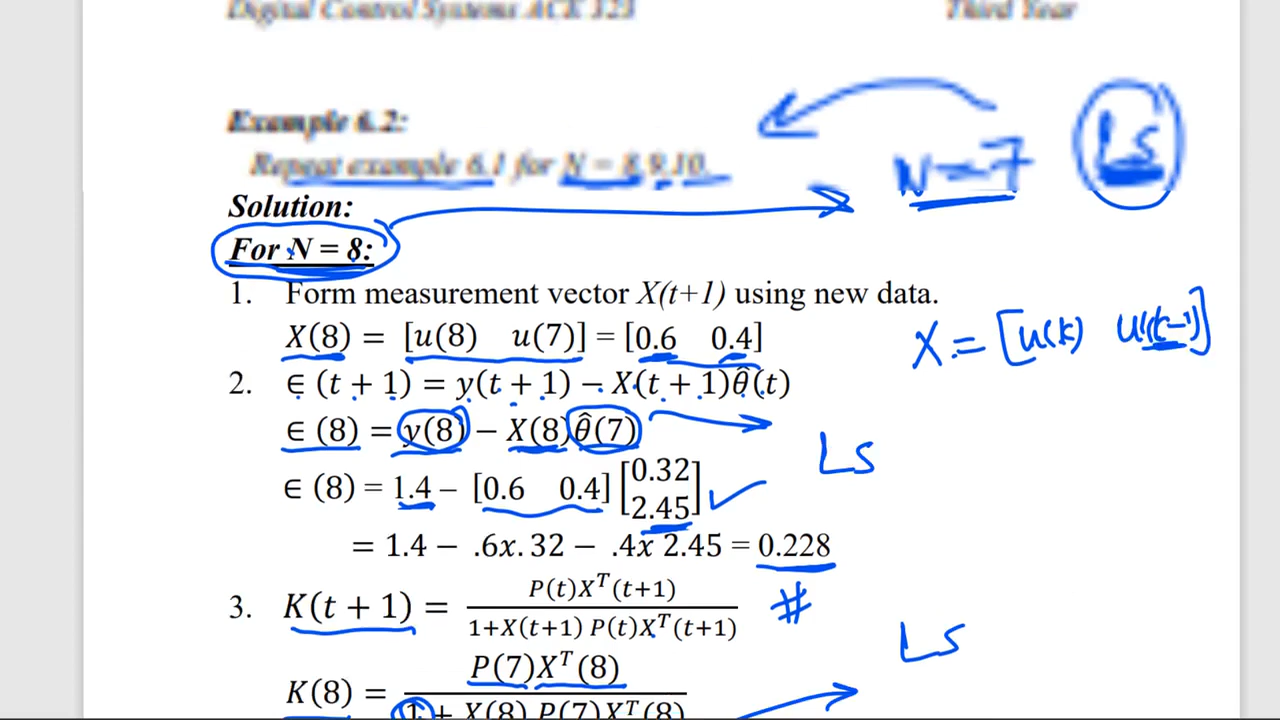 Digital Control Systems ACE 323 Third Year
Example 6.2:
Repeat example 6.1 for N = 8,9,10.
N = 7
Ls
Solution:
For N = 8:
1. Form measurement vector X(t+1) using new data.
X(8) = [u(8) u(7)] = [0.6 0.4]
X = [u(k) u(k-1)]
2. ∈ (t + 1) = y(t + 1) − X(t + 1)θ̂(t)
∈ (8) = y(8) − X(8)θ̂(7)
Ls
∈ (8) = 1.4 − [0.6 0.4] [0.32 2.45]
= 1.4 − .6x. 32 − .4x 2.45 = 0.228
#
3. K(t + 1) = P(t)Xᵀ(t+1) / 1+X(t+1) P(t)Xᵀ(t+1)
Ls
K(8) = P(7)Xᵀ(8) / 1 + X(8) P(7)Xᵀ(8)